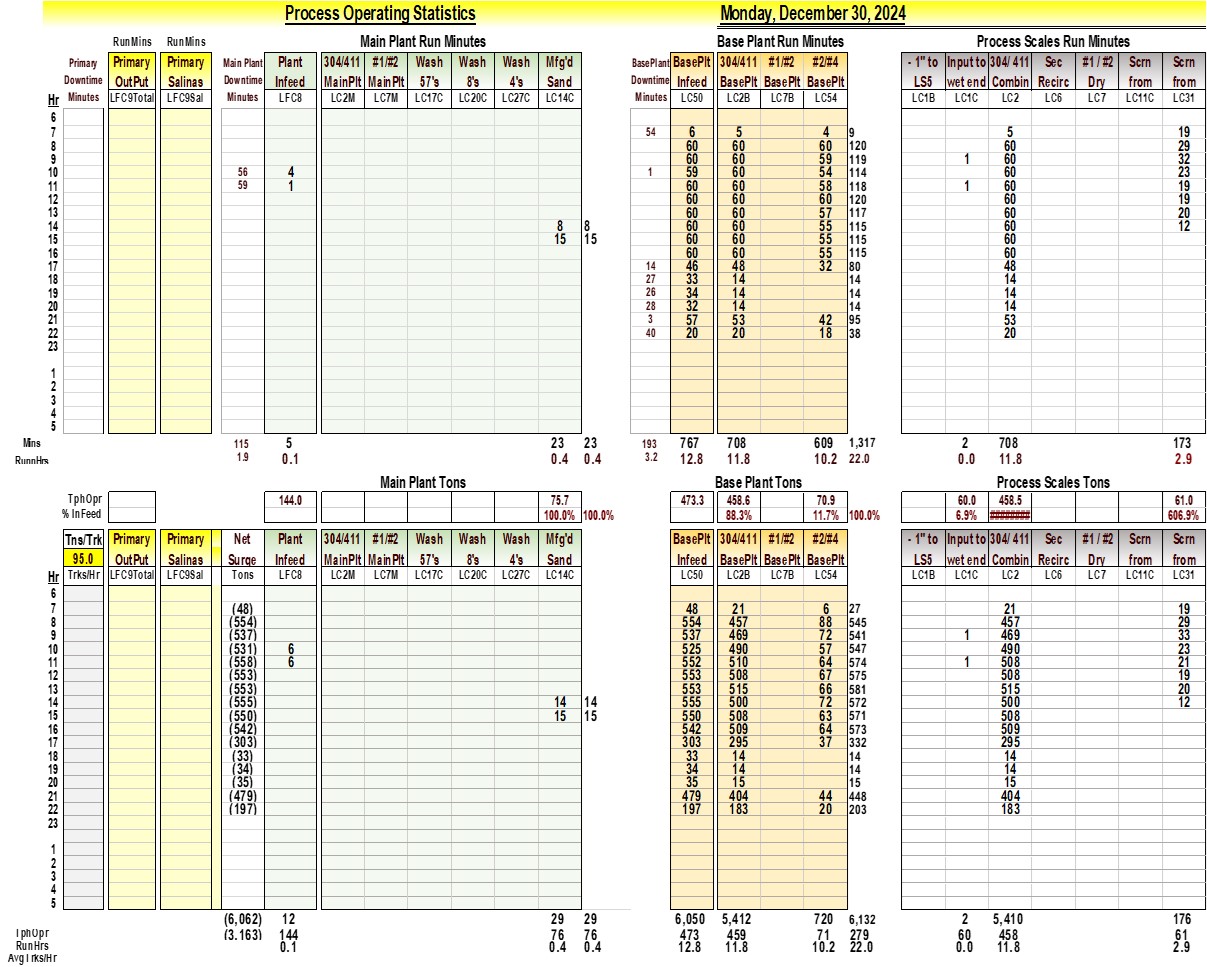 Process Operating Statistics Monday, December 30, 2024
RunMins RunMins Main Plant Run Minutes Base Plant Run Minutes Process Scales Run Minutes
Primary Primary Primary Main Plant Plant 304/411 #1/#2 Wash Wash Wash Mfg'd BasePlant BasePlt 304/411 #1/#2 #2/#4 - 1" to Input to 304/ 411 Sec #1 / #2 Scrn Scrn
Downtime OutPut Salinas Downtime Infeed MainPlt MainPlt 57's 8's 4's Sand Downtime Infeed BasePlt BasePlt BasePlt LS5 wet end Combin Recirc Dry from from
Hr Minutes LFC9Total LFC9Sal Minutes LFC8 LC2M LC7M LC17C LC20C LC27C LC14C Minutes LC50 LC2B LC7B LC54 LC1B LC1C LC2 LC6 LC7 LC11C LC31
6
7 54 6 5 4 9 5 19
8 60 60 60 120 60 29
9 60 60 59 119 1 60 32
10 56 4 1 59 60 54 114 60 23
11 59 1 60 60 58 118 1 60 19
12 60 60 60 120 60 19
13 60 60 57 117 60 20
14 8 8 60 60 55 115 60 12
15 15 15 60 60 55 115 60
16 60 60 55 115 60
17 14 46 48 32 80 48
18 27 33 14 14 14
19 26 34 14 14 14
20 28 32 14 14 14
21 3 57 53 42 95 53
22 40 20 20 18 38 20
23
1
2
3
4
5
Mins 115 5 23 23 193 767 708 609 1,317 2 708 173
RunnHrs 1.9 0.1 0.4 0.4 3.2 12.8 11.8 10.2 22.0 0.0 11.8 2.9
Main Plant Tons Base Plant Tons Process Scales Tons
TphOpr 144.0 75.7 473.3 458.6 70.9 60.0 458.5 61.0
% InFeed 100.0% 100.0% 88.3% 11.7% 100.0% 6.9% ######## 606.9%
Tns/Trk Primary Primary Net Plant 304/411 #1/#2 Wash Wash Wash Mfg'd BasePlt 304/411 #1/#2 #2/#4 - 1" to Input to 304/ 411 Sec #1 / #2 Scrn Scrn
95.0 OutPut Salinas Surge Infeed MainPlt MainPlt 57's 8's 4's Sand Infeed BasePlt BasePlt BasePlt LS5 wet end Combin Recirc Dry from from
Hr Trks/Hr LFC9Total LFC9Sal Tons LFC8 LC2M LC7M LC17C LC20C LC27C LC14C LC50 LC2B LC7B LC54 LC1B LC1C LC2 LC6 LC7 LC11C LC31
6
7 (48) 48 21 6 27 21 19
8 (554) 554 457 88 545 457 29
9 (537) 537 469 72 541 1 469 33
10 (531) 6 525 490 57 547 490 23
11 (558) 6 552 510 64 574 1 508 21
12 (553) 553 508 67 575 508 19
13 (553) 553 515 66 581 515 20
14 (555) 14 14 555 500 72 572 500 12
15 (550) 15 15 550 508 63 571 508
16 (542) 542 509 64 573 509
17 (303) 303 295 37 332 295
18 (33) 33 14 14 14
19 (34) 34 14 14 14
20 (35) 35 15 15 15
21 (479) 479 404 44 448 404
22 (197) 197 183 20 203 183
23
1
2
3
4
5
(6,062) 12 29 29 6,050 5,412 720 6,132 2 5,410 176
TphOpr (3,163) 144 76 76 473 459 71 279 60 458 61
RunHrs 0.1 0.4 0.4 12.8 11.8 10.2 22.0 0.0 11.8 2.9
AvgTrks/Hr